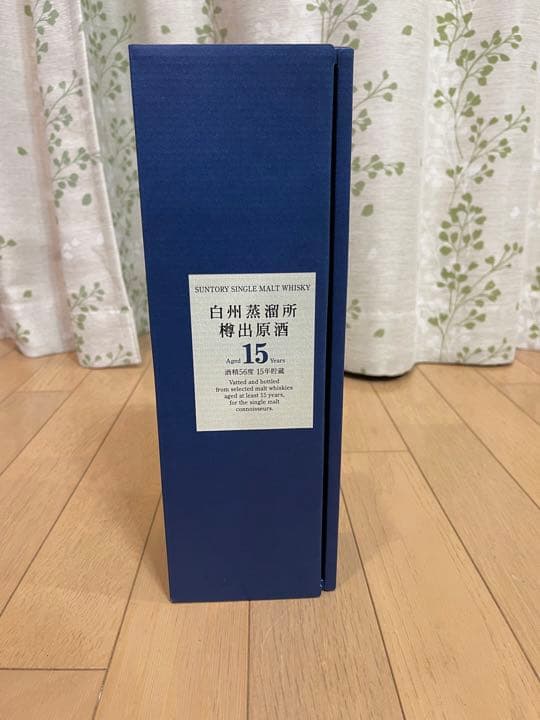 SUNTORY SINGLE MALT WHISKY
白州蒸溜所
樽出原酒
Aged 15 Years
酒精56度 15年貯蔵
Vatted and bottled
from selected malt whiskies
aged at least 15 years,
for the single malt
connoisseurs.